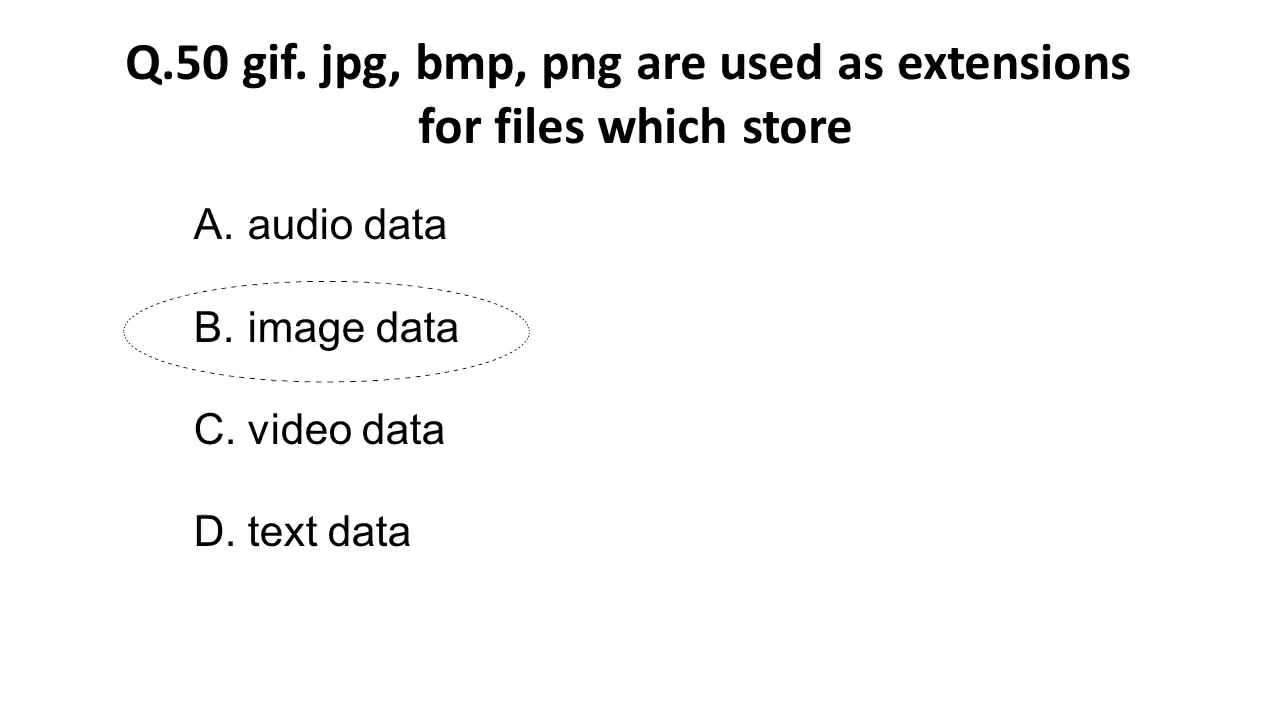 Q.50 gif. jpg, bmp, png are used as extensions
for files which store
A. audio data
B. image data
C. video data
D. text data